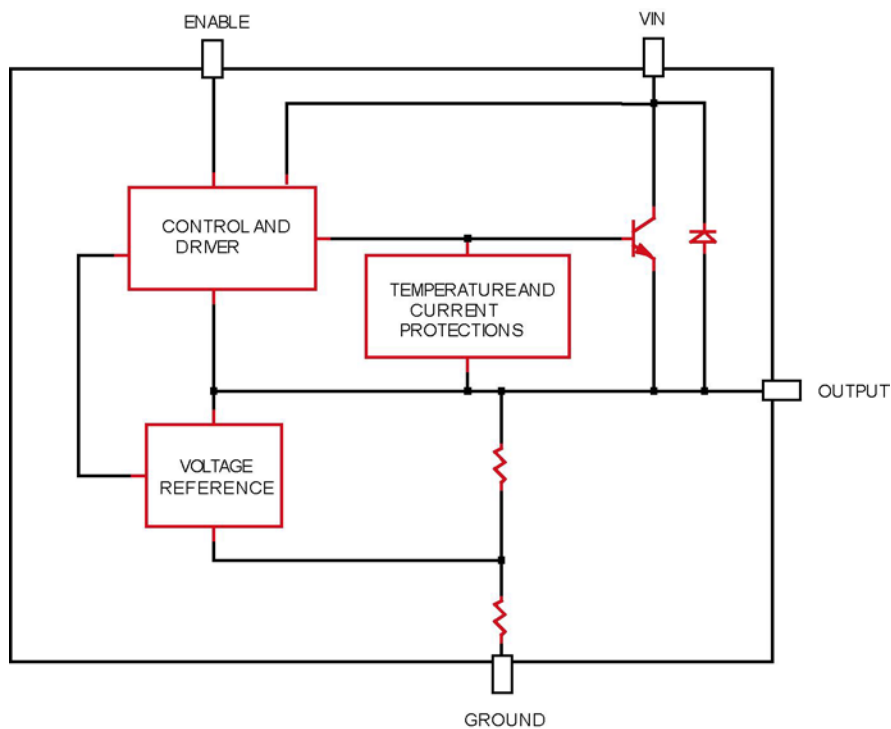 ENABLE
VIN
CONTROL AND
DRIVER
TEMPERATURE AND
CURRENT
PROTECTIONS
OUTPUT
VOLTAGE
REFERENCE
GROUND